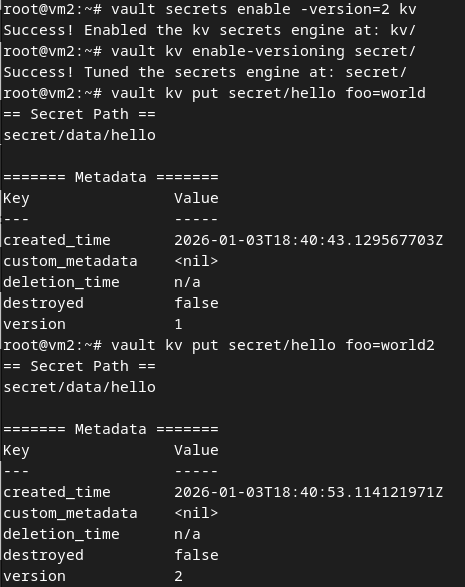 root@vm2:~# vault secrets enable -version=2 kv
Success! Enabled the kv secrets engine at: kv/
root@vm2:~# vault kv enable-versioning secret/
Success! Tuned the secrets engine at: secret/
root@vm2:~# vault kv put secret/hello foo=world
== Secret Path ==
secret/data/hello

======= Metadata =======
Key                Value
---                -----
created_time       2026-01-03T18:40:43.129567703Z
custom_metadata    <nil>
deletion_time      n/a
destroyed          false
version            1
root@vm2:~# vault kv put secret/hello foo=world2
== Secret Path ==
secret/data/hello

======= Metadata =======
Key                Value
---                -----
created_time       2026-01-03T18:40:53.114121971Z
custom_metadata    <nil>
deletion_time      n/a
destroyed          false
version            2